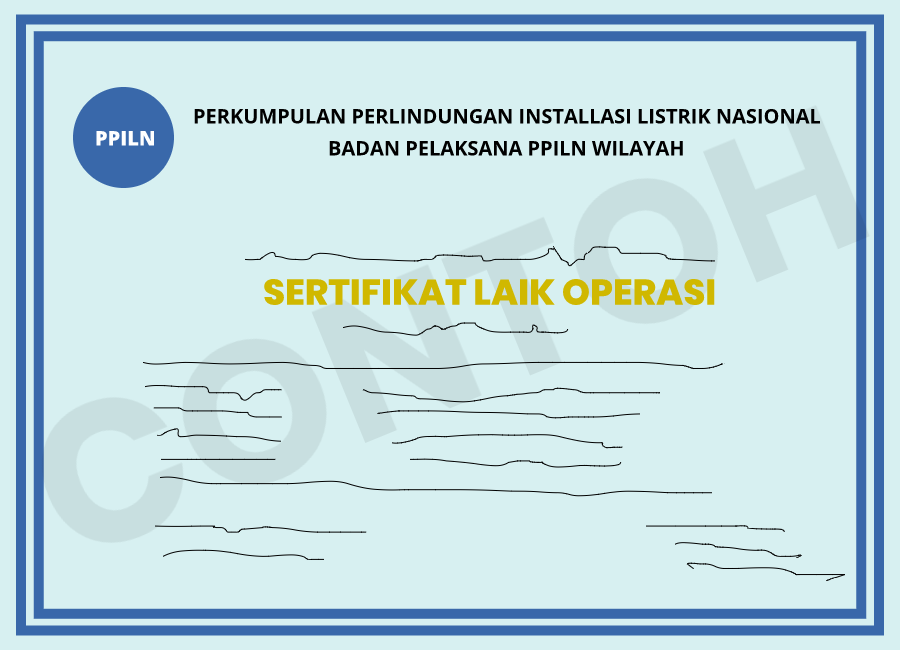 PPILN
PERKUMPULAN PERLINDUNGAN INSTALLASI LISTRIK NASIONAL
BADAN PELAKSANA PPILN WILAYAH
SERTIFIKAT LAIK OPERASI
CONTOH